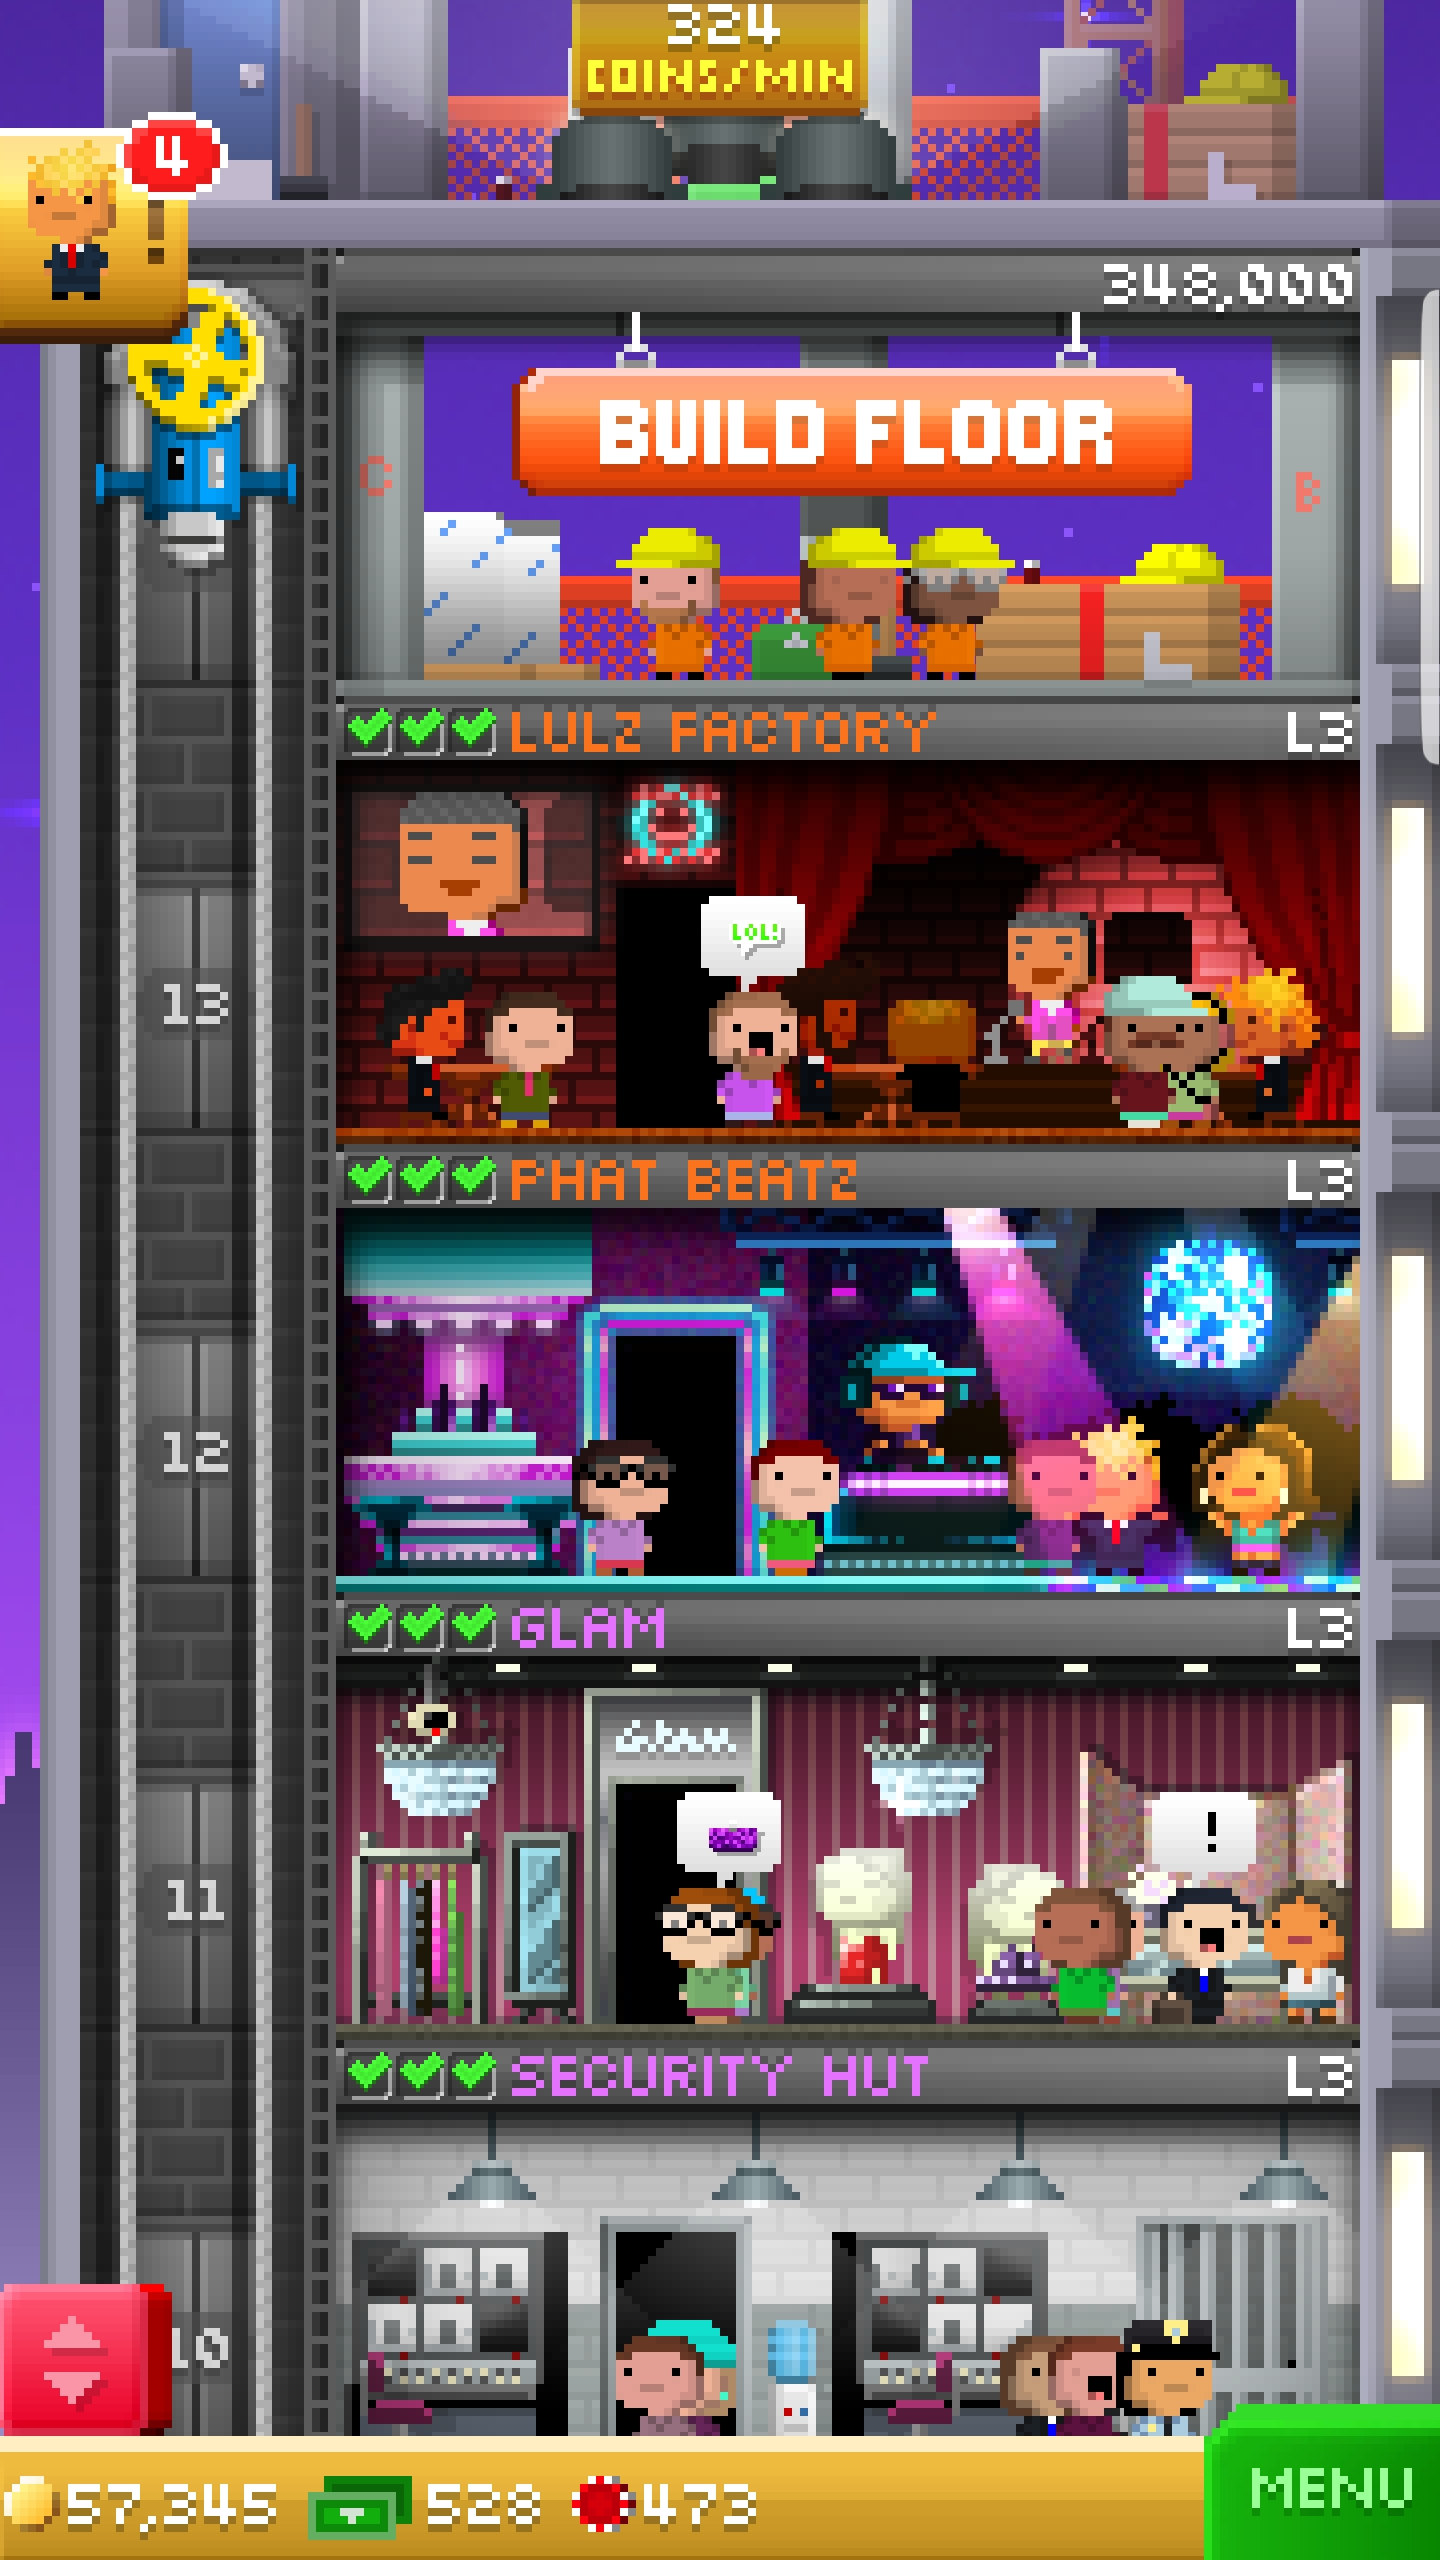 324
COINS/MIN
4
!
348,000
BUILD FLOOR
C
B
LULZ FACTORY
L3
LOL!
13
PHAT BEATZ
L3
12
GLAM
L3
Glam
!
11
SECURITY HUT
L3
10
57,345
528
473
MENU